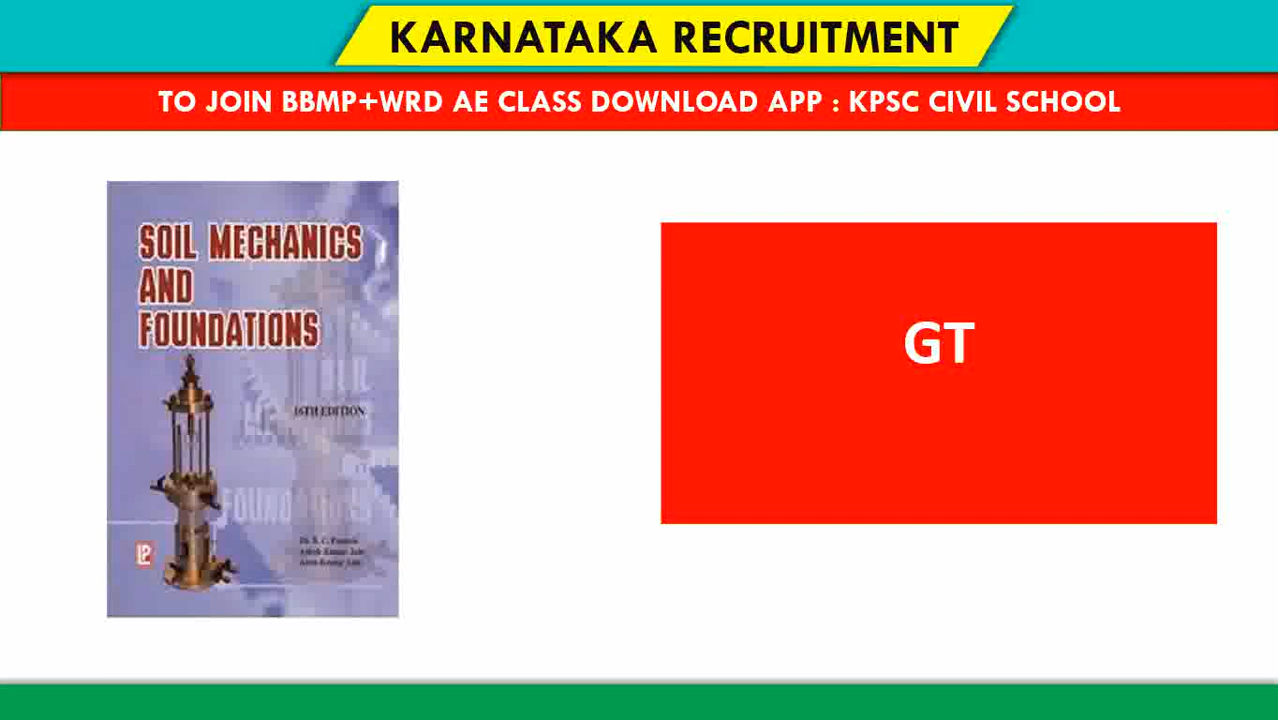 KARNATAKA RECRUITMENT
TO JOIN BBMP+WRD AE CLASS DOWNLOAD APP : KPSC CIVIL SCHOOL
SOIL MECHANICS
AND
FOUNDATIONS
16TH EDITION
GT